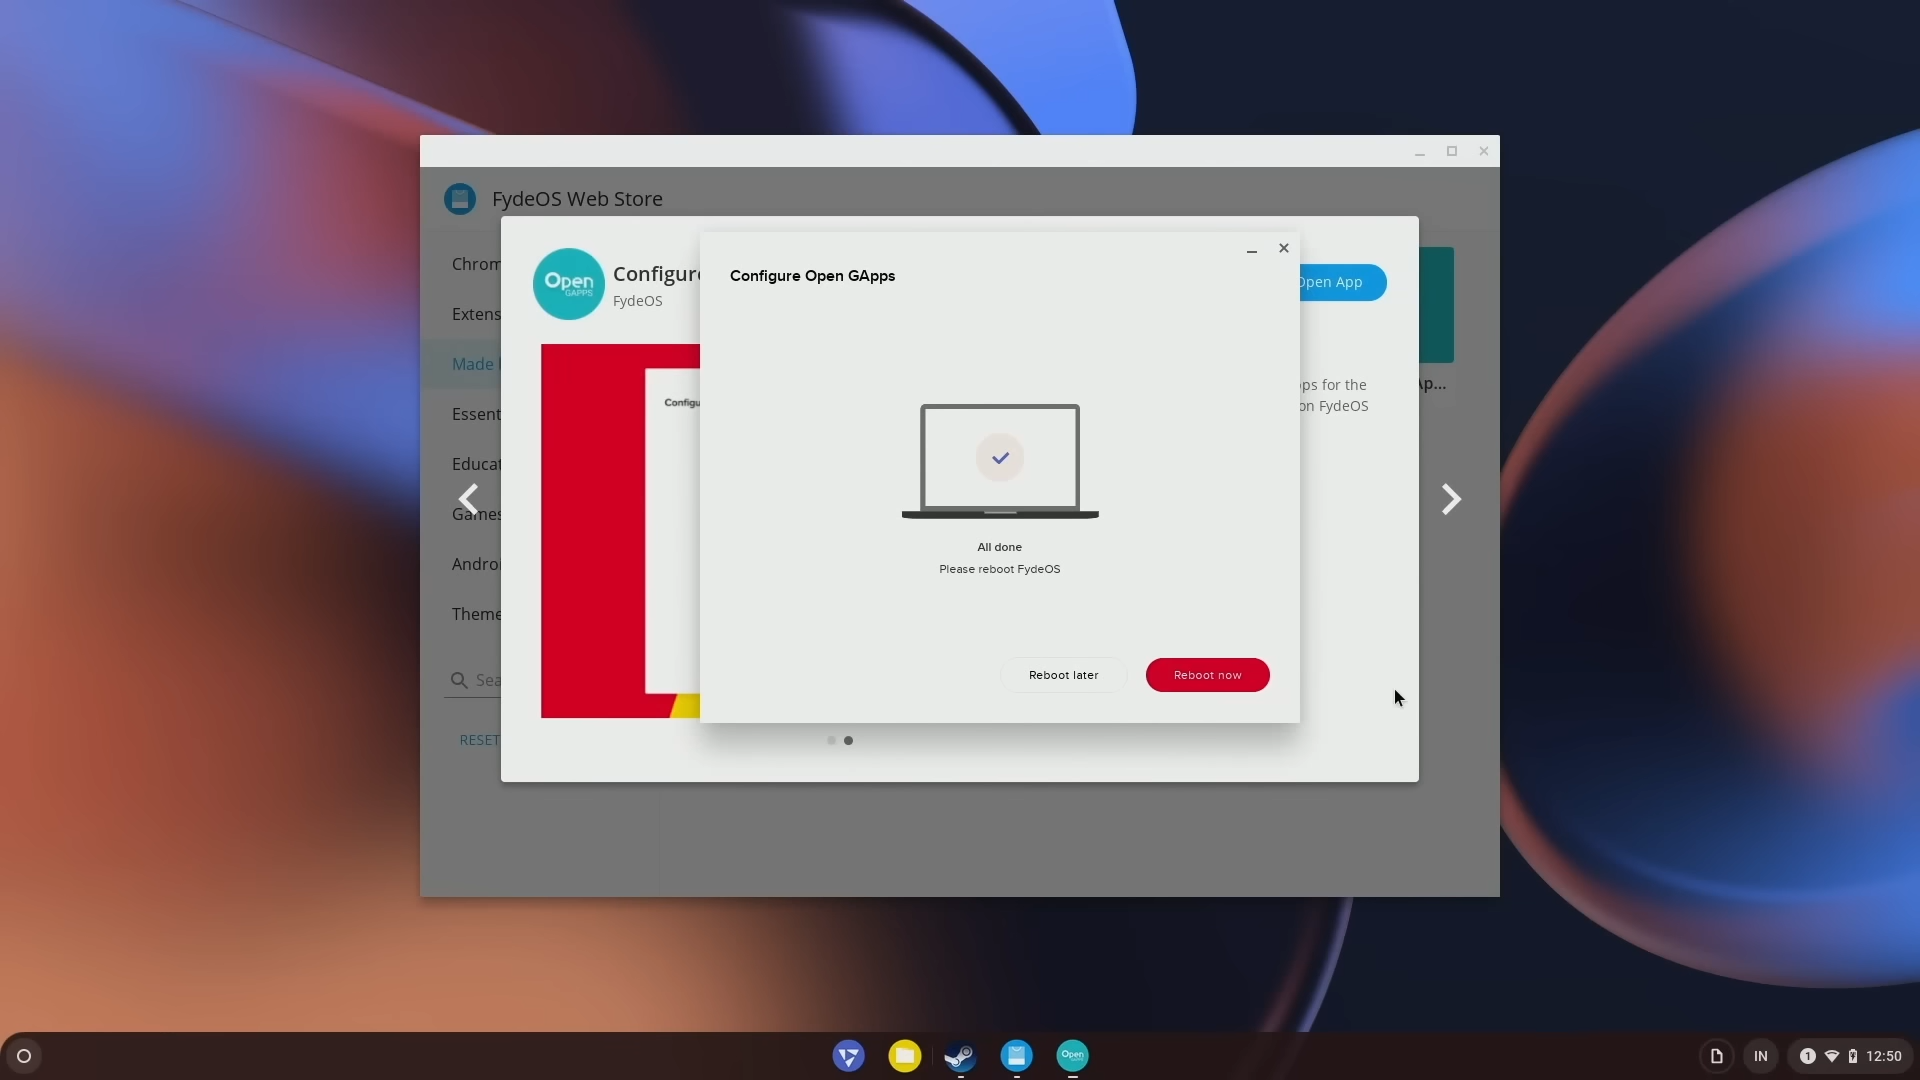 FydeOS Web Store
Configure Open GApps
Open
GAPPS
Configure
FydeOS
Open App
Chrom
Extens
Made
Essent
Educat
Games
Androi
Theme
Sea
RESET
Configu
ps for the
on FydeOS
Ap...
All done
Please reboot FydeOS
Reboot later
Reboot now
Open
IN
1
12:50